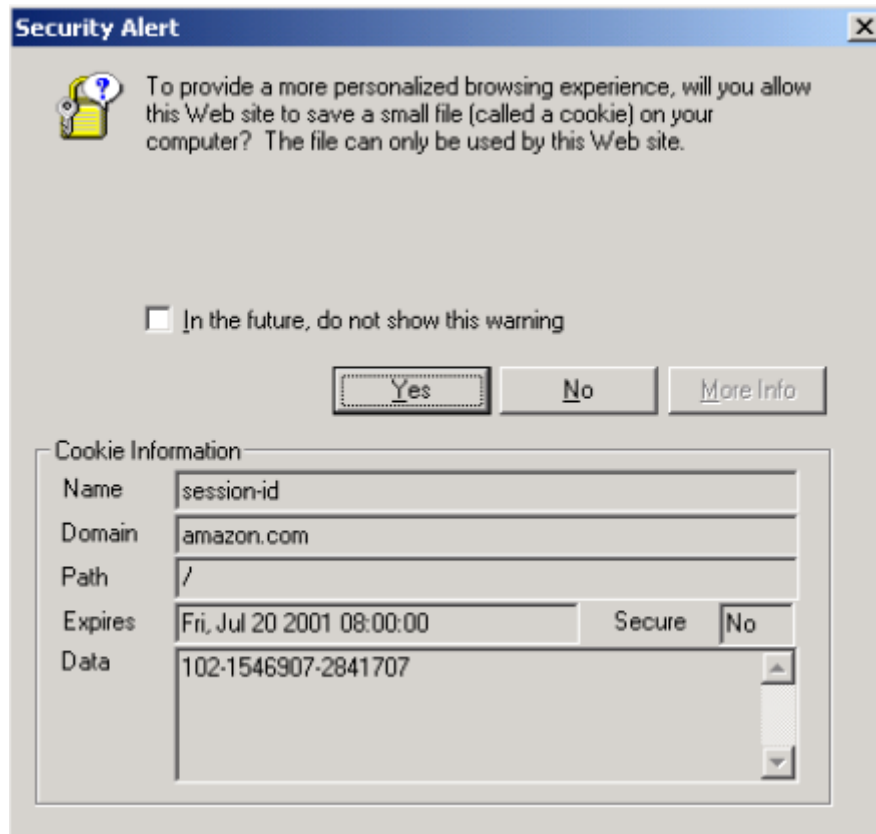 Security Alert
To provide a more personalized browsing experience, will you allow
this Web site to save a small file (called a cookie) on your
computer? The file can only be used by this Web site.
In the future, do not show this warning
Yes No More Info
Cookie Information
Name session-id
Domain amazon.com
Path /
Expires Fri, Jul 20 2001 08:00:00 Secure No
Data 102-1546907-2841707